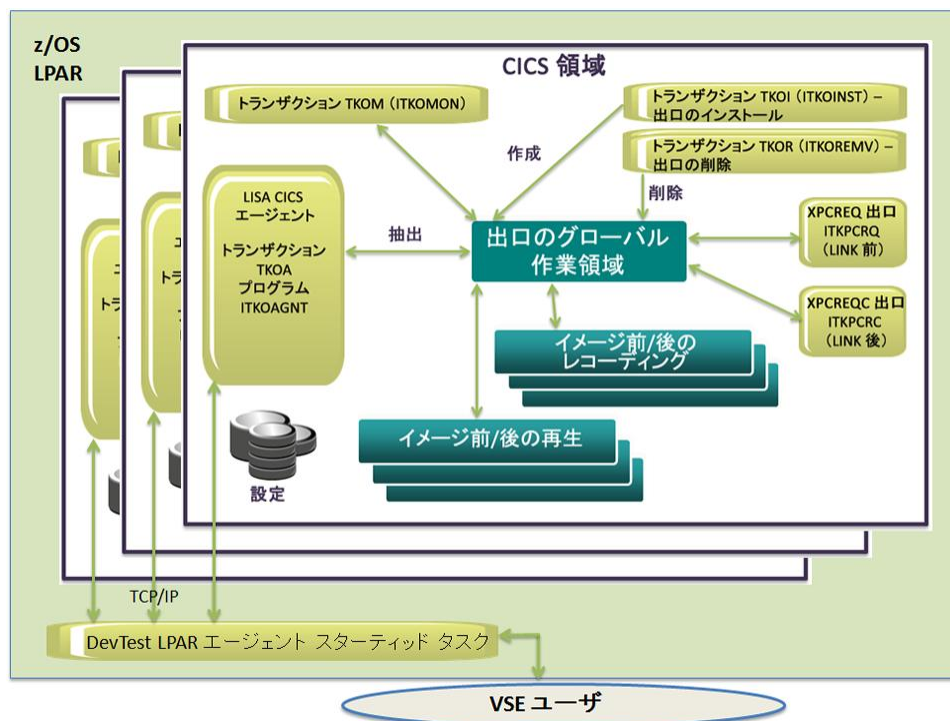 z/OS
LPAR
CICS 領域
トランザクション TKOM (ITKOMON)
トランザクション TKOI (ITKOINST) –
出口のインストール
トランザクション TKOR (ITKOREMV) –
出口の削除
作成
削除
LISA CICS
エージェント
トランザクション
TKOA
プログラム
ITKOAGNT
抽出
出口のグローバル
作業領域
XPCREQ 出口
ITKPCRQ
(LINK 前)
XPCREQC 出口
ITKPCRC
(LINK 後)
イメージ前/後の
レコーディング
イメージ前/後の再生
設定
TCP/IP
DevTest LPAR エージェント スターティッド タスク
VSE ユーザ